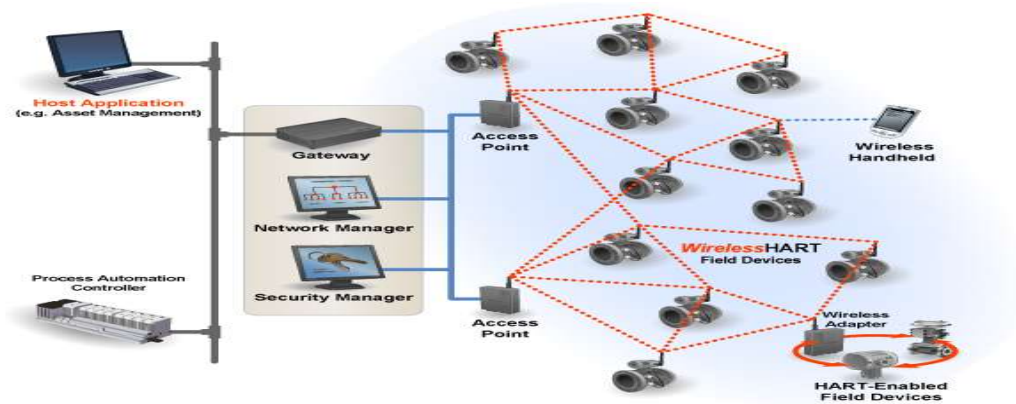 Host Application
(e.g. Asset Management)
Gateway
Access
Point
Wireless
Handheld
Network Manager
WirelessHART
Field Devices
Process Automation
Controller
Security Manager
Access
Point
Wireless
Adapter
HART-Enabled
Field Devices